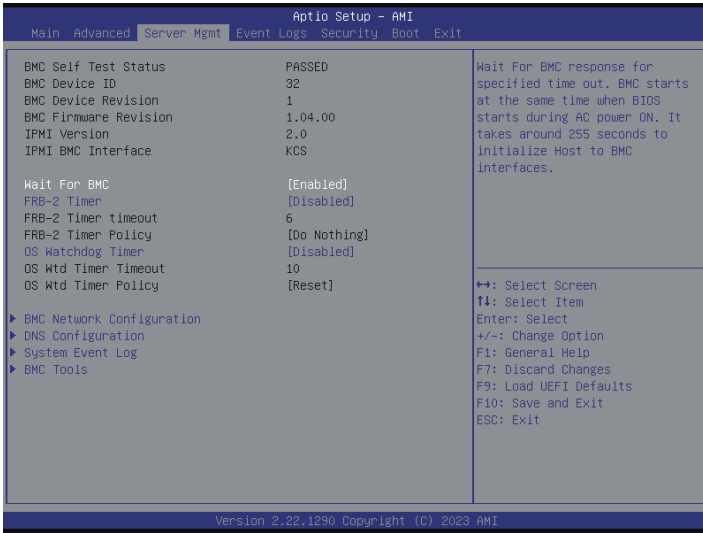 Aptio Setup – AMI
Main Advanced Server Mgmt Event Logs Security Boot Exit
BMC Self Test Status PASSED
BMC Device ID 32
BMC Device Revision 1
BMC Firmware Revision 1.04.00
IPMI Version 2.0
IPMI BMC Interface KCS
Wait For BMC [Enabled]
FRB-2 Timer [Disabled]
FRB-2 Timer timeout 6
FRB-2 Timer Policy [Do Nothing]
OS Watchdog Timer [Disabled]
OS Wtd Timer Timeout 10
OS Wtd Timer Policy [Reset]
BMC Network Configuration
DNS Configuration
System Event Log
BMC Tools
Wait For BMC response for
specified time out. BMC starts
at the same time when BIOS
starts during AC power ON. It
takes around 255 seconds to
initialize Host to BMC
interfaces.
↔: Select Screen
↑↓: Select Item
Enter: Select
+/-: Change Option
F1: General Help
F7: Discard Changes
F9: Load UEFI Defaults
F10: Save and Exit
ESC: Exit
Version 2.22.1290 Copyright (C) 2023 AMI